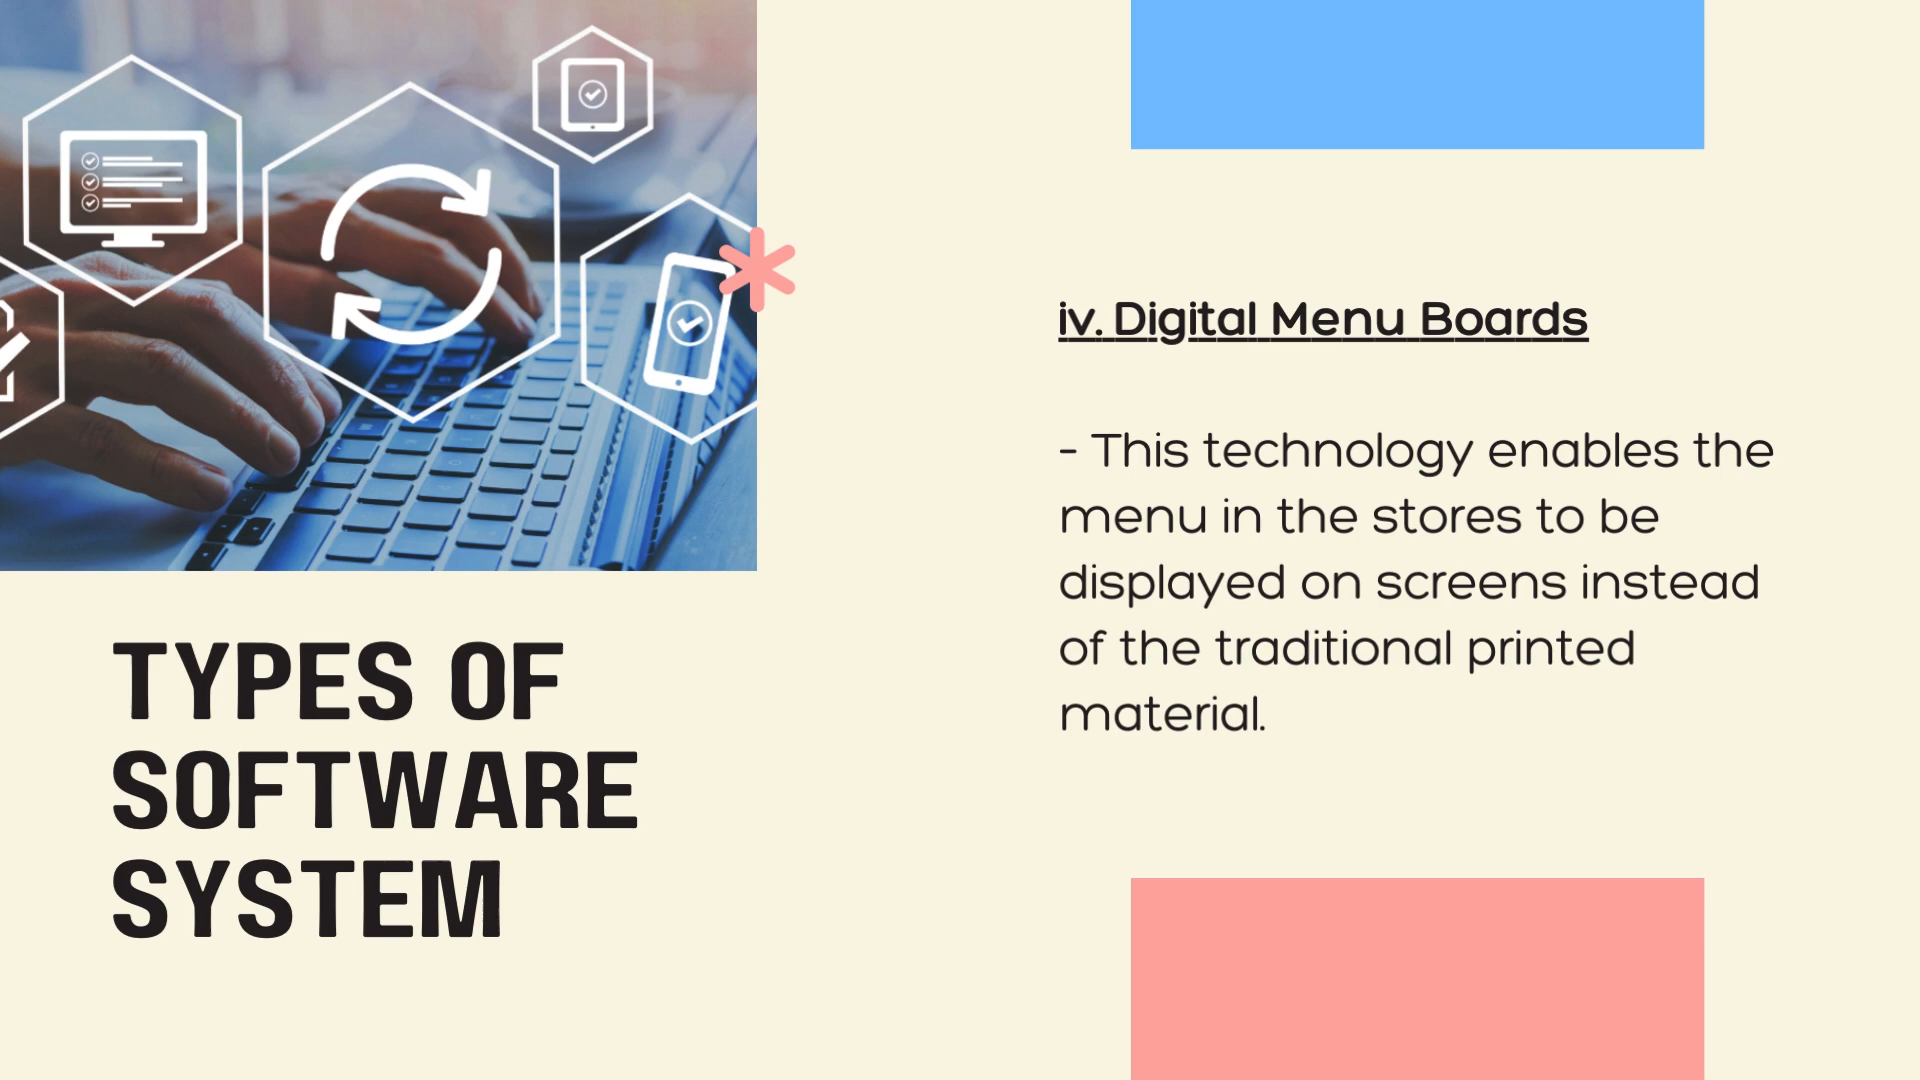 TYPES OF
SOFTWARE
SYSTEM
iv. Digital Menu Boards
- This technology enables the
menu in the stores to be
displayed on screens instead
of the traditional printed
material.